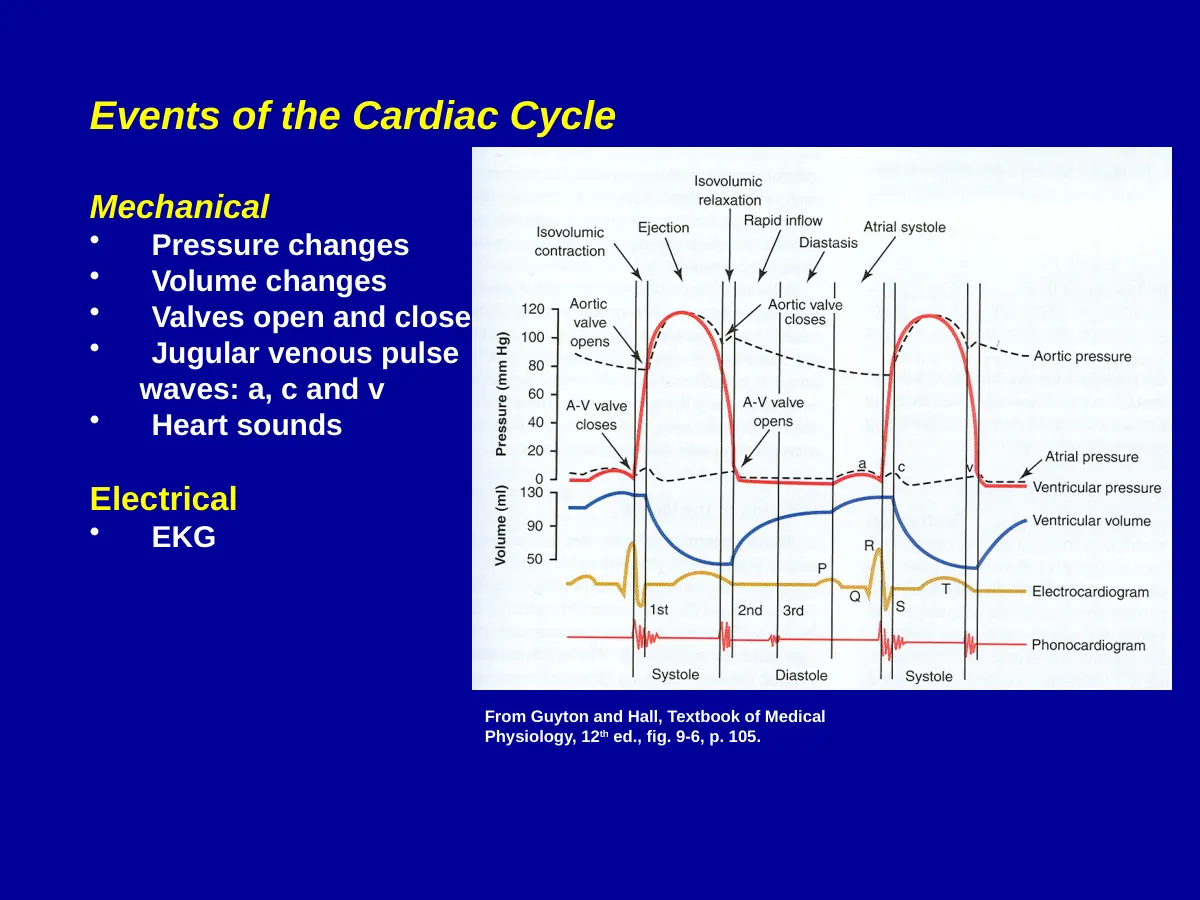 Events of the Cardiac Cycle
Mechanical
• Pressure changes
• Volume changes
• Valves open and close
• Jugular venous pulse
waves: a, c and v
• Heart sounds
Electrical
• EKG
Isovolumic
relaxation
Isovolumic
contraction
Ejection
Rapid inflow
Diastasis
Atrial systole
Aortic
valve
opens
Aortic valve
closes
A-V valve
closes
A-V valve
opens
Pressure (mm Hg)
120
100
80
60
40
20
0
Volume (ml)
130
90
50
a
c
v
Aortic pressure
Atrial pressure
Ventricular pressure
Ventricular volume
R
P
Q
S
T
Electrocardiogram
1st
2nd
3rd
Phonocardiogram
Systole
Diastole
Systole
From Guyton and Hall, Textbook of Medical
Physiology, 12th ed., fig. 9-6, p. 105.